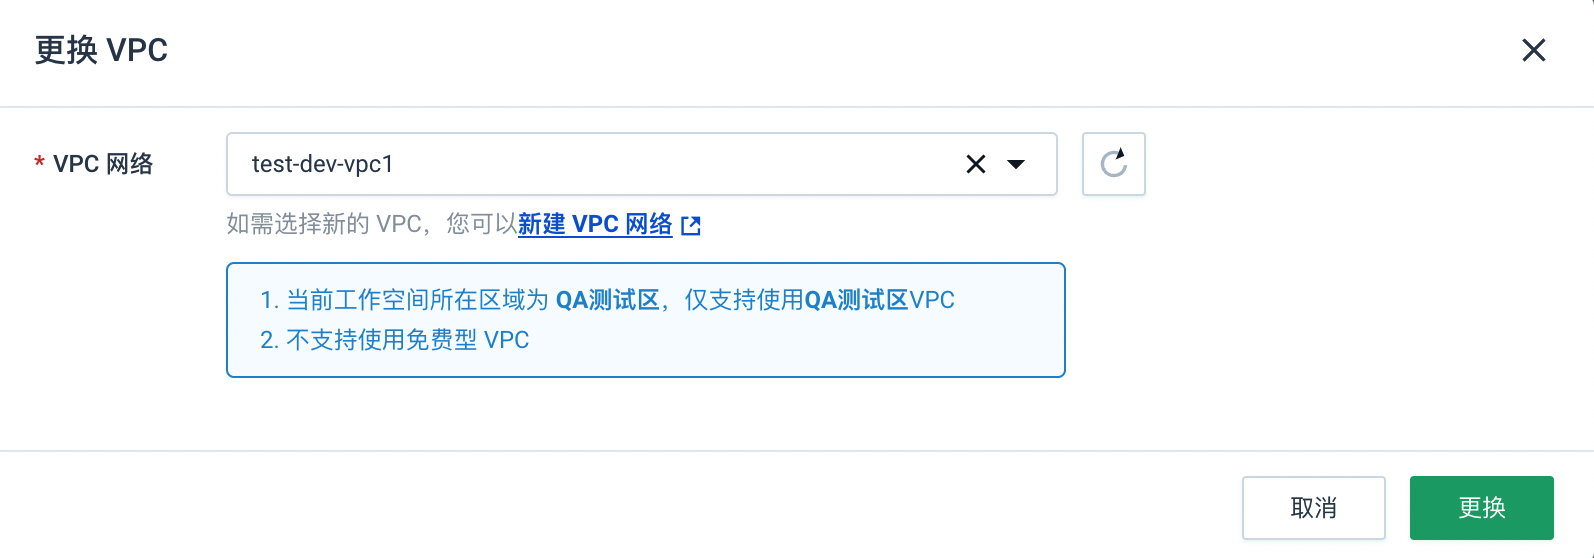 更换 VPC
* VPC 网络
test-dev-vpc1
如需选择新的 VPC，您可以新建 VPC 网络
1. 当前工作空间所在区域为 QA测试区，仅支持使用QA测试区VPC
2. 不支持使用免费型 VPC
取消
更换